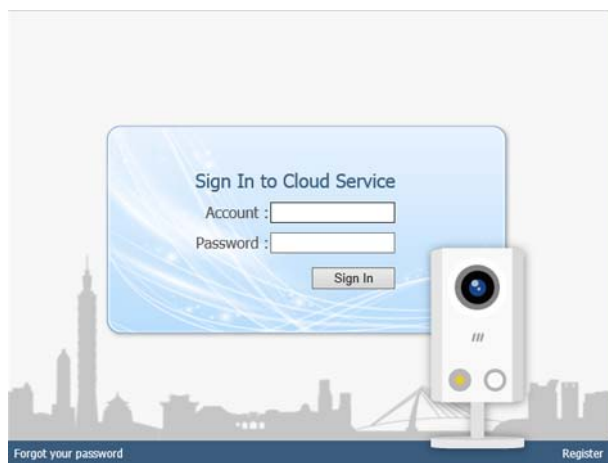 Sign In to Cloud Service
Account :
Password :
Sign In
Forgot your password
Register